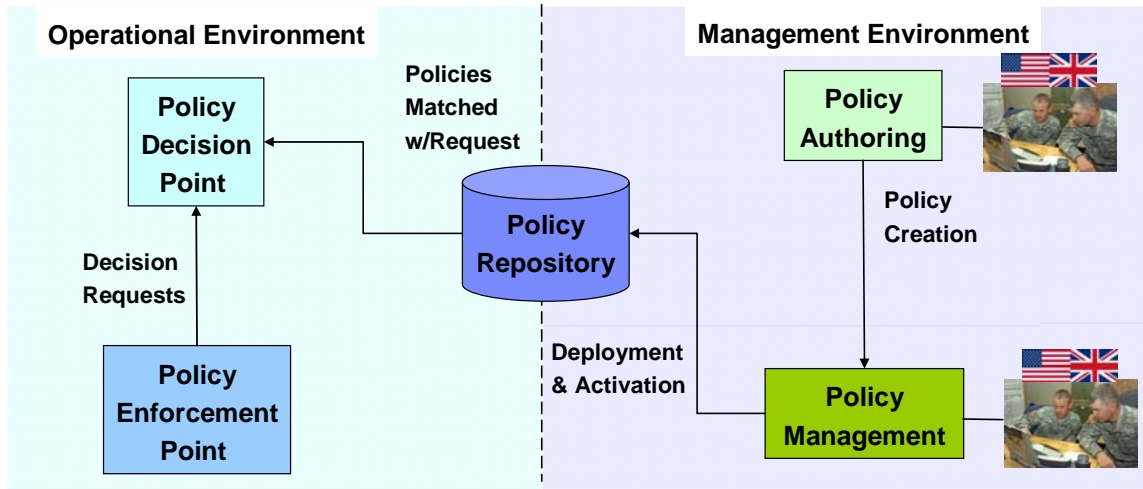 Operational Environment
Management Environment
Policies
Matched
w/Request
Policy
Decision
Point
Policy
Authoring
Policy
Repository
Policy
Creation
Decision
Requests
Deployment
& Activation
Policy
Enforcement
Point
Policy
Management